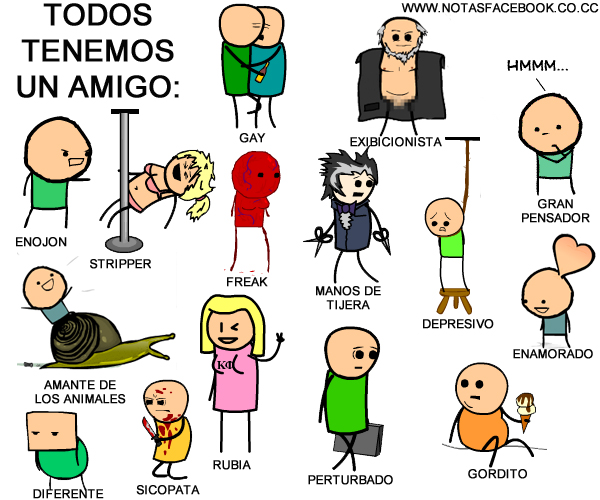 WWW.NOTASFACEBOOK.CO.CC
TODOS
TENEMOS
UN AMIGO:
GAY
EXIBICIONISTA
HMMM...
GRAN
PENSADOR
ENOJON
STRIPPER
FREAK
MANOS DE
TIJERA
DEPRESIVO
ENAMORADO
AMANTE DE
LOS ANIMALES
ΚΦ
RUBIA
PERTURBADO
GORDITO
DIFERENTE
SICOPATA